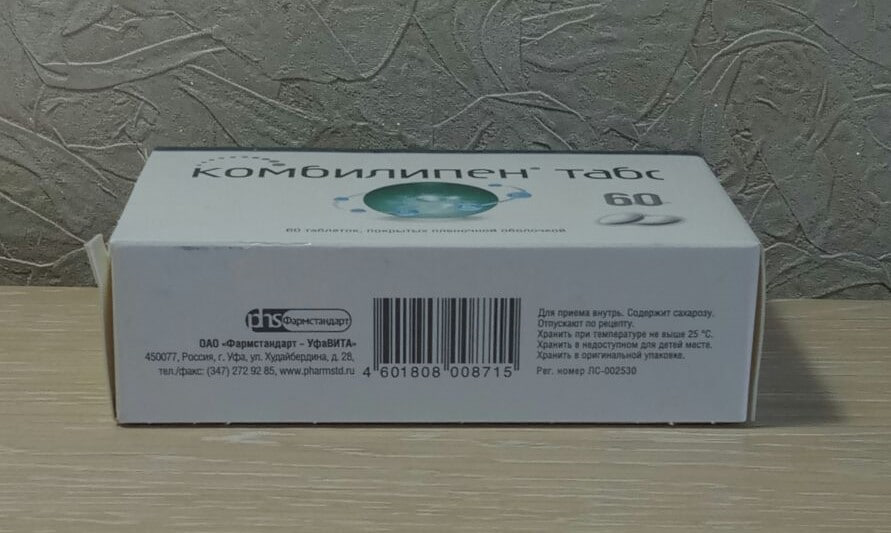 комбилипен® табс
60
60 таблеток, покрытых пленочной оболочкой
phs Фармстандарт
ОАО «Фармстандарт – УфаВИТА»
450077, Россия, г. Уфа, ул. Худайбердина, д. 28,
тел./факс: (347) 272 92 85, www.pharmstd.ru
4 601808 008715
Для приема внутрь. Содержит сахарозу.
Отпускают по рецепту.
Хранить при температуре не выше 25 °С.
Хранить в недоступном для детей месте.
Хранить в оригинальной упаковке.
Рег. номер ЛС-002530